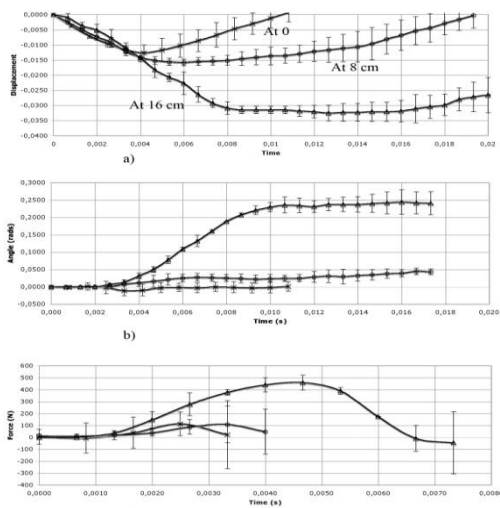 0,0000
-0,0050
-0,0100
-0,0150
-0,0200
-0,0250
-0,0300
-0,0350
-0,0400
Displacement
At 0
At 8 cm
At 16 cm
0 0,002 0,004 0,006 0,008 0,01 0,012 0,014 0,016 0,018 0,02
Time
a)
0,3000
0,2500
0,2000
0,1500
0,1000
0,0500
0,0000
-0,0500
Angle (rads)
0,000 0,002 0,004 0,006 0,008 0,010 0,012 0,014 0,016 0,018 0,020
Time (s)
b)
600
500
400
300
200
100
0
-100
-200
-300
-400
Force (N)
0,0000 0,0010 0,0020 0,0030 0,0040 0,0050 0,0060 0,0070 0,0080
Time (s)